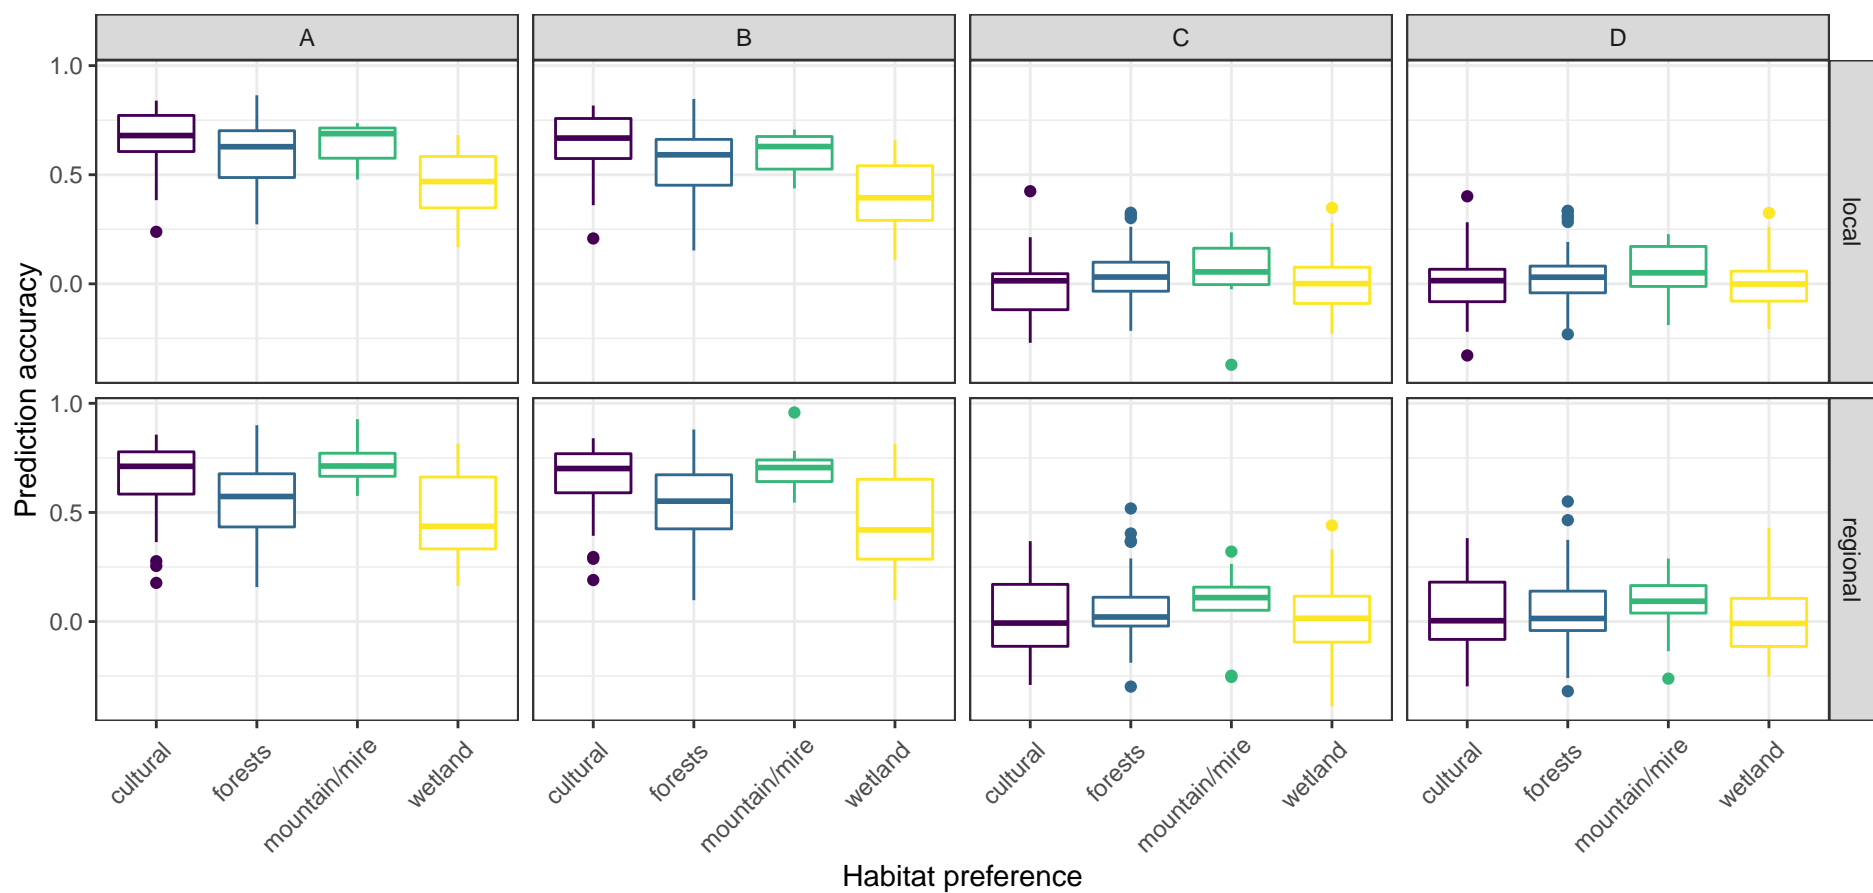 A
B
C
D
Prediction accuracy
1.0
0.5
0.0
local
1.0
0.5
0.0
regional
cultural
forests
mountain/mire
wetland
cultural
forests
mountain/mire
wetland
cultural
forests
mountain/mire
wetland
cultural
forests
mountain/mire
wetland
Habitat preference